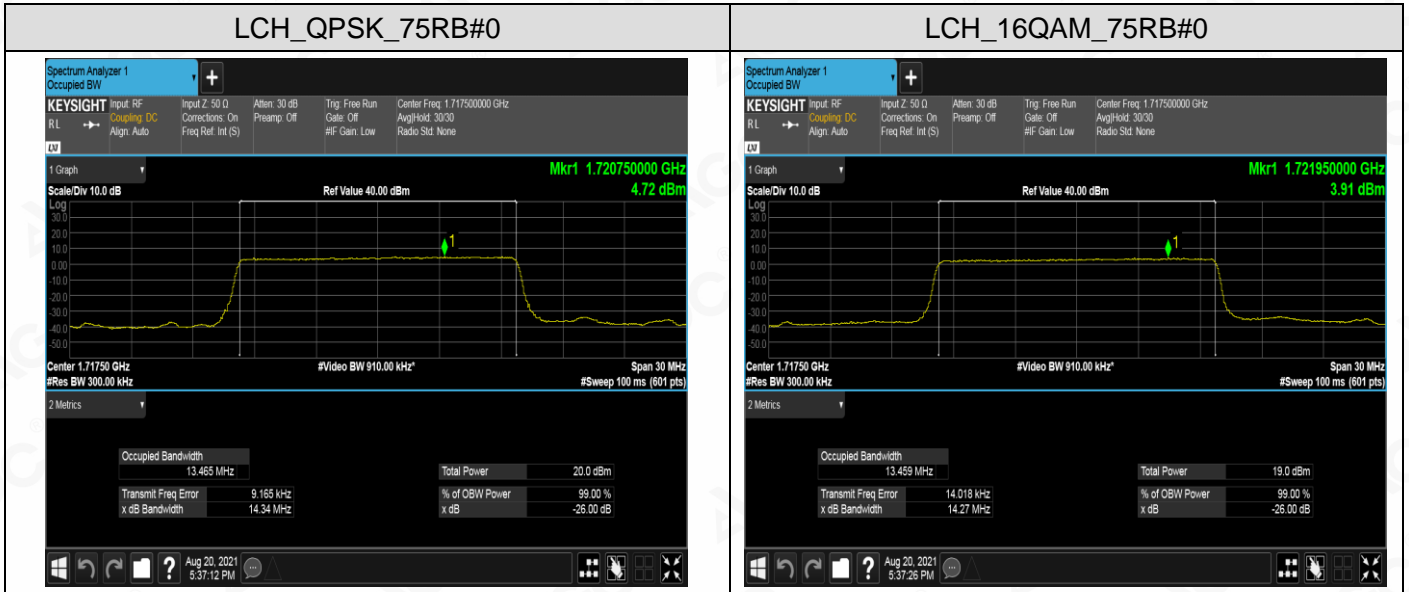 LCH_QPSK_75RB#0
Spectrum Analyzer 1
Occupied BW
+
KEYSIGHT Input: RF Input Z: 50 Ω Atten: 30 dB Trig: Free Run Center Freq: 1.717500000 GHz
RL Coupling: DC Corrections: On Preamp: Off Gate: Off Avg|Hold: 30/30
Align: Auto Freq Ref: Int (S) #IF Gain: Low Radio Std: None
LXI
1 Graph Mkr1 1.720750000 GHz
Scale/Div 10.0 dB Ref Value 40.00 dBm 4.72 dBm
Log
30.0
20.0
10.0
0.00
-10.0
-20.0
-30.0
-40.0
-50.0
1
Center 1.71750 GHz #Video BW 910.00 kHz* Span 30 MHz
#Res BW 300.00 kHz #Sweep 100 ms (601 pts)
2 Metrics
Occupied Bandwidth
13.465 MHz Total Power 20.0 dBm
Transmit Freq Error 9.165 kHz % of OBW Power 99.00 %
x dB Bandwidth 14.34 MHz x dB -26.00 dB
? Aug 20, 2021
5:37:12 PM
LCH_16QAM_75RB#0
Spectrum Analyzer 1
Occupied BW
+
KEYSIGHT Input: RF Input Z: 50 Ω Atten: 30 dB Trig: Free Run Center Freq: 1.717500000 GHz
RL Coupling: DC Corrections: On Preamp: Off Gate: Off Avg|Hold: 30/30
Align: Auto Freq Ref: Int (S) #IF Gain: Low Radio Std: None
LXI
1 Graph Mkr1 1.721950000 GHz
Scale/Div 10.0 dB Ref Value 40.00 dBm 3.91 dBm
Log
30.0
20.0
10.0
0.00
-10.0
-20.0
-30.0
-40.0
-50.0
1
Center 1.71750 GHz #Video BW 910.00 kHz* Span 30 MHz
#Res BW 300.00 kHz #Sweep 100 ms (601 pts)
2 Metrics
Occupied Bandwidth
13.459 MHz Total Power 19.0 dBm
Transmit Freq Error 14.018 kHz % of OBW Power 99.00 %
x dB Bandwidth 14.27 MHz x dB -26.00 dB
? Aug 20, 2021
5:37:26 PM